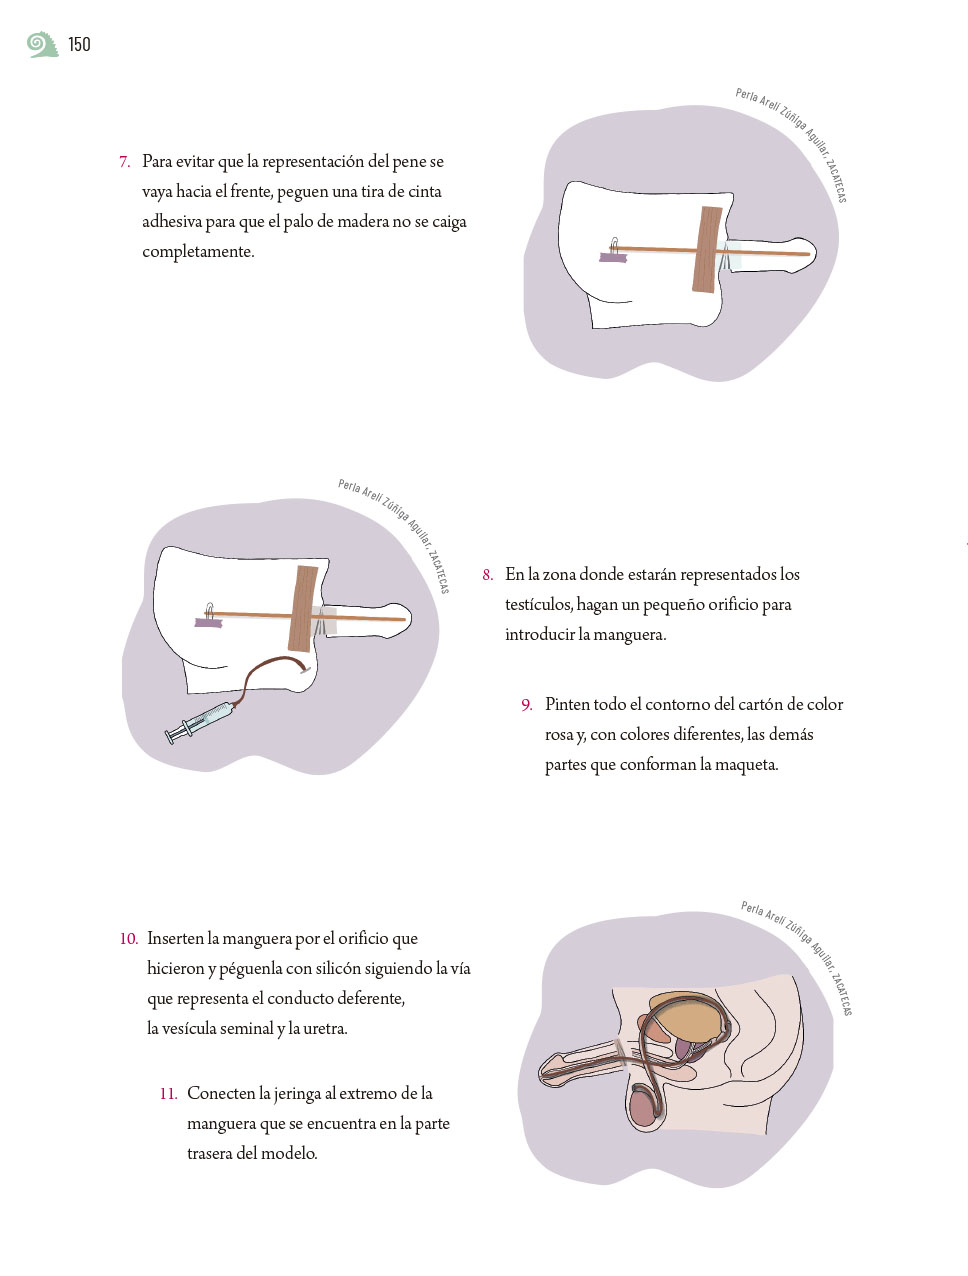 150
Perla Arelí Zúñiga Aguilar, ZACATECAS
7. Para evitar que la representación del pene se
vaya hacia el frente, peguen una tira de cinta
adhesiva para que el palo de madera no se caiga
completamente.
Perla Arelí Zúñiga Aguilar, ZACATECAS
8. En la zona donde estarán representados los
testículos, hagan un pequeño orificio para
introducir la manguera.
9. Pinten todo el contorno del cartón de color
rosa y, con colores diferentes, las demás
partes que conforman la maqueta.
Perla Arelí Zúñiga Aguilar, ZACATECAS
10. Inserten la manguera por el orificio que
hicieron y péguenla con silicón siguiendo la vía
que representa el conducto deferente,
la vesícula seminal y la uretra.
11. Conecten la jeringa al extremo de la
manguera que se encuentra en la parte
trasera del modelo.